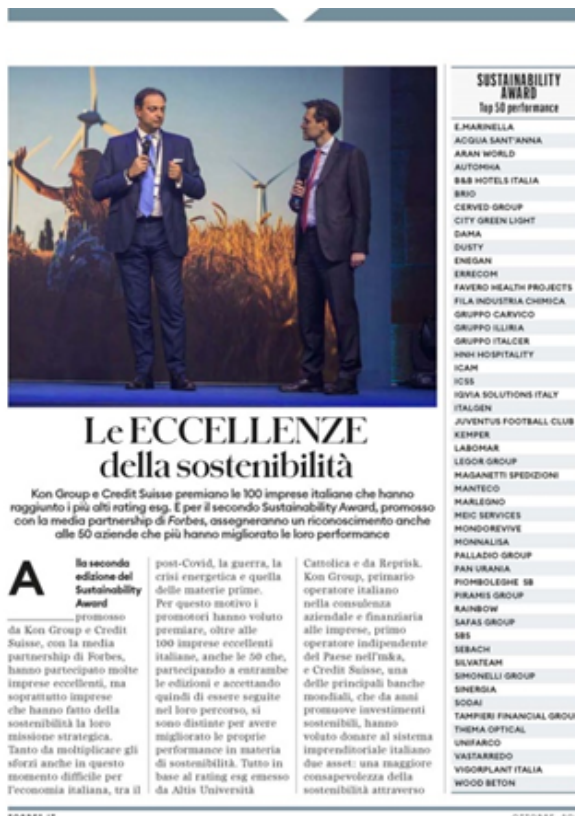 Le ECCELLENZE
della sostenibilità
Kon Group e Credit Suisse premiano le 100 imprese italiane che hanno
raggiunto i più alti rating esg. E per il secondo Sustainability Award, promosso
con la media partnership di Forbes, assegneranno un riconoscimento anche
alle 50 aziende che più hanno migliorato le loro performance
Alla seconda
edizione del
Sustainability
Award
promosso
da Kon Group e Credit
Suisse, con la media
partnership di Forbes,
hanno partecipato molte
imprese eccellenti, ma
soprattutto imprese
che hanno fatto della
sostenibilità la loro
missione strategica.
Tanto da moltiplicare gli
sforzi anche in questo
momento difficile per
l'economia italiana, tra il
post-Covid, la guerra, la
crisi energetica e quella
delle materie prime.
Per questo motivo i
promotori hanno voluto
premiare, oltre alle
100 imprese eccellenti
italiane, anche le 50 che,
partecipando a entrambe
le edizioni e accettando
quindi di essere seguite
nel loro percorso, si
sono distinte per avere
migliorato le proprie
performance in materia
di sostenibilità. Tutto in
base al rating esg emesso
da Altis Università
Cattolica e da Reprisk.
Kon Group, primario
operatore italiano
nella consulenza
aziendale e finanziaria
alle imprese, primo
operatore indipendente
del Paese nell'm&a,
e Credit Suisse, una
delle principali banche
mondiali, che da anni
promuove investimenti
sostenibili, hanno
voluto donare al sistema
imprenditoriale italiano
due asset: una maggiore
consapevolezza della
sostenibilità attraverso
SUSTAINABILITY
AWARD
Top 50 performance
E.MARINELLA
ACQUA SANT'ANNA
ARAN WORLD
AUTOMHA
B&B HOTELS ITALIA
BRIO
CERVED GROUP
CITY GREEN LIGHT
DAMA
DUSTY
ENEGAN
ERRECOM
FAVERO HEALTH PROJECTS
FILA INDUSTRIA CHIMICA
GRUPPO CARVICO
GRUPPO ILLIRIA
GRUPPO ITALCER
HNH HOSPITALITY
ICAM
ICSS
IQVIA SOLUTIONS ITALY
ITALGEN
JUVENTUS FOOTBALL CLUB
KEMPER
LABOMAR
LEGOR GROUP
MAGANETTI SPEDIZIONI
MANTECO
MARLEGNO
MEIC SERVICES
MONDOREVIVE
MONNALISA
PALLADIO GROUP
PAN URANIA
PIOMBOLEGHE SB
PIRAMIS GROUP
RAINBOW
SAFAS GROUP
SBS
SEBACH
SILVATEAM
SIMONELLI GROUP
SINERGIA
SODAI
TAMPIERI FINANCIAL GROU
THEMA OPTICAL
UNIFARCO
VASTARREDO
VIGORPLANT ITALIA
WOOD BETON